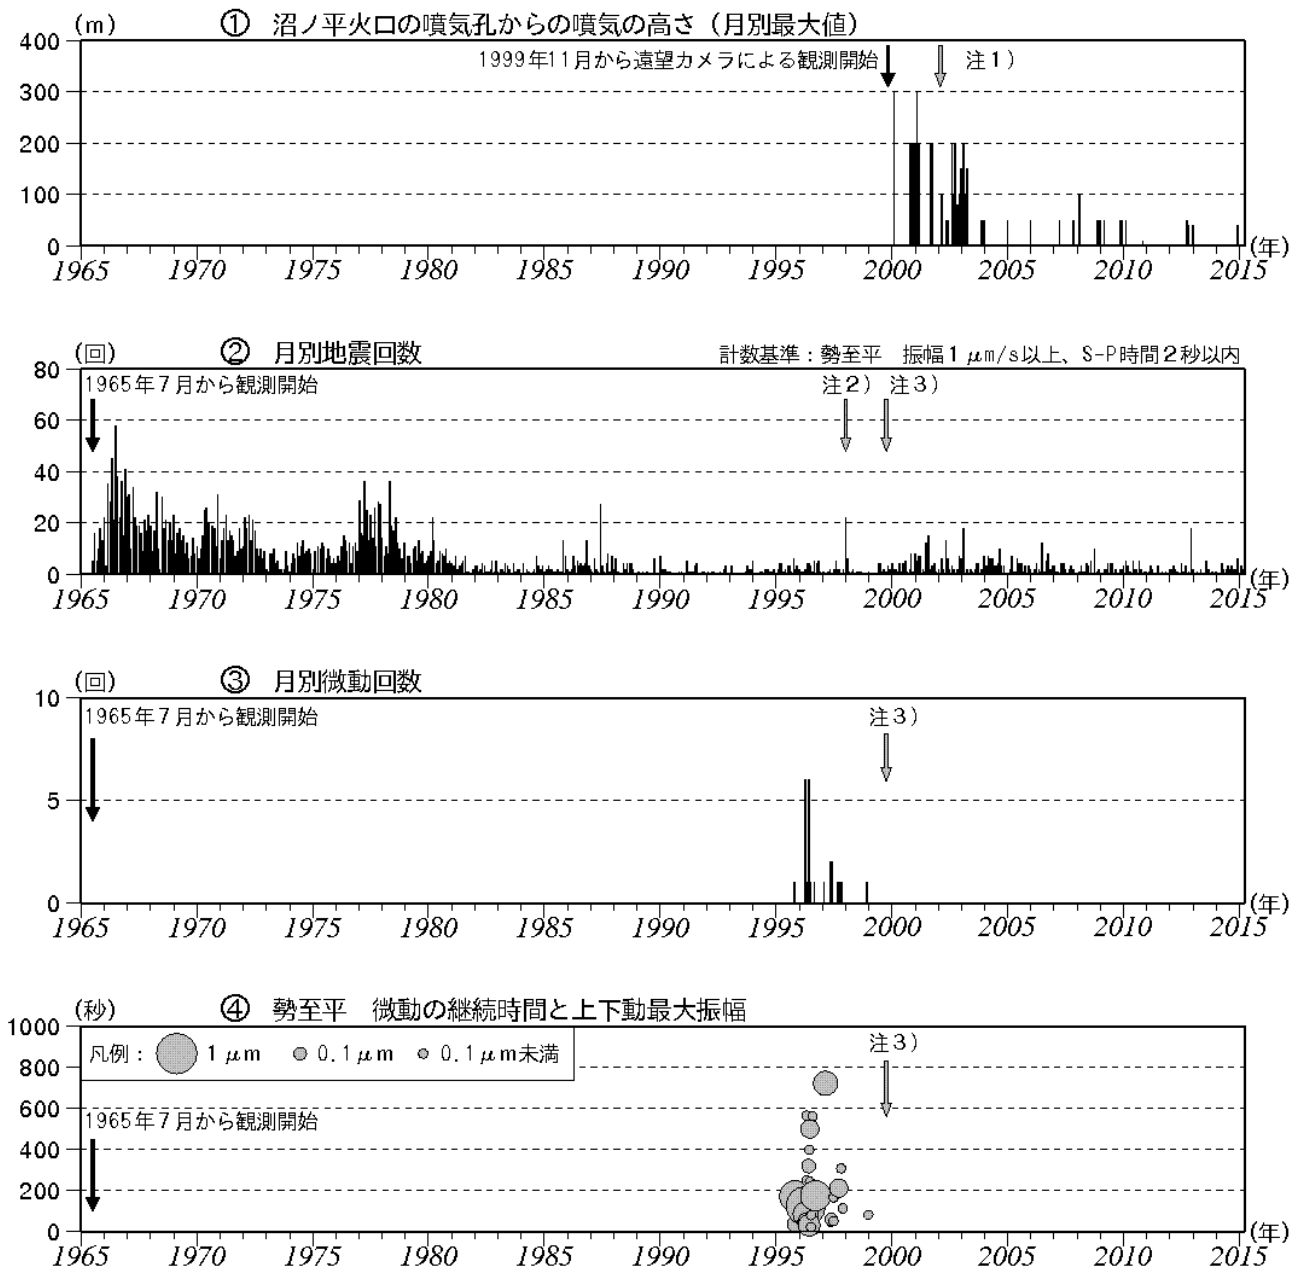 (m) ① 沼ノ平火口の噴気孔からの噴気の高さ（月別最大値）
400
1999年11月から遠望カメラによる観測開始 注1）
300
200
100
0
1965 1970 1975 1980 1985 1990 1995 2000 2005 2010 2015 (年)
(回) ② 月別地震回数 計数基準：勢至平 振幅1μm/s以上、S-P時間2秒以内
80
1965年7月から観測開始 注2） 注3）
60
40
20
0
1965 1970 1975 1980 1985 1990 1995 2000 2005 2010 2015 (年)
(回) ③ 月別微動回数
10
1965年7月から観測開始 注3）
5
0
1965 1970 1975 1980 1985 1990 1995 2000 2005 2010 2015 (年)
(秒) ④ 勢至平 微動の継続時間と上下動最大振幅
1000
凡例： 1μm 0.1μm 0.1μm未満 注3）
800
600
1965年7月から観測開始
400
200
0
1965 1970 1975 1980 1985 1990 1995 2000 2005 2010 2015 (年)